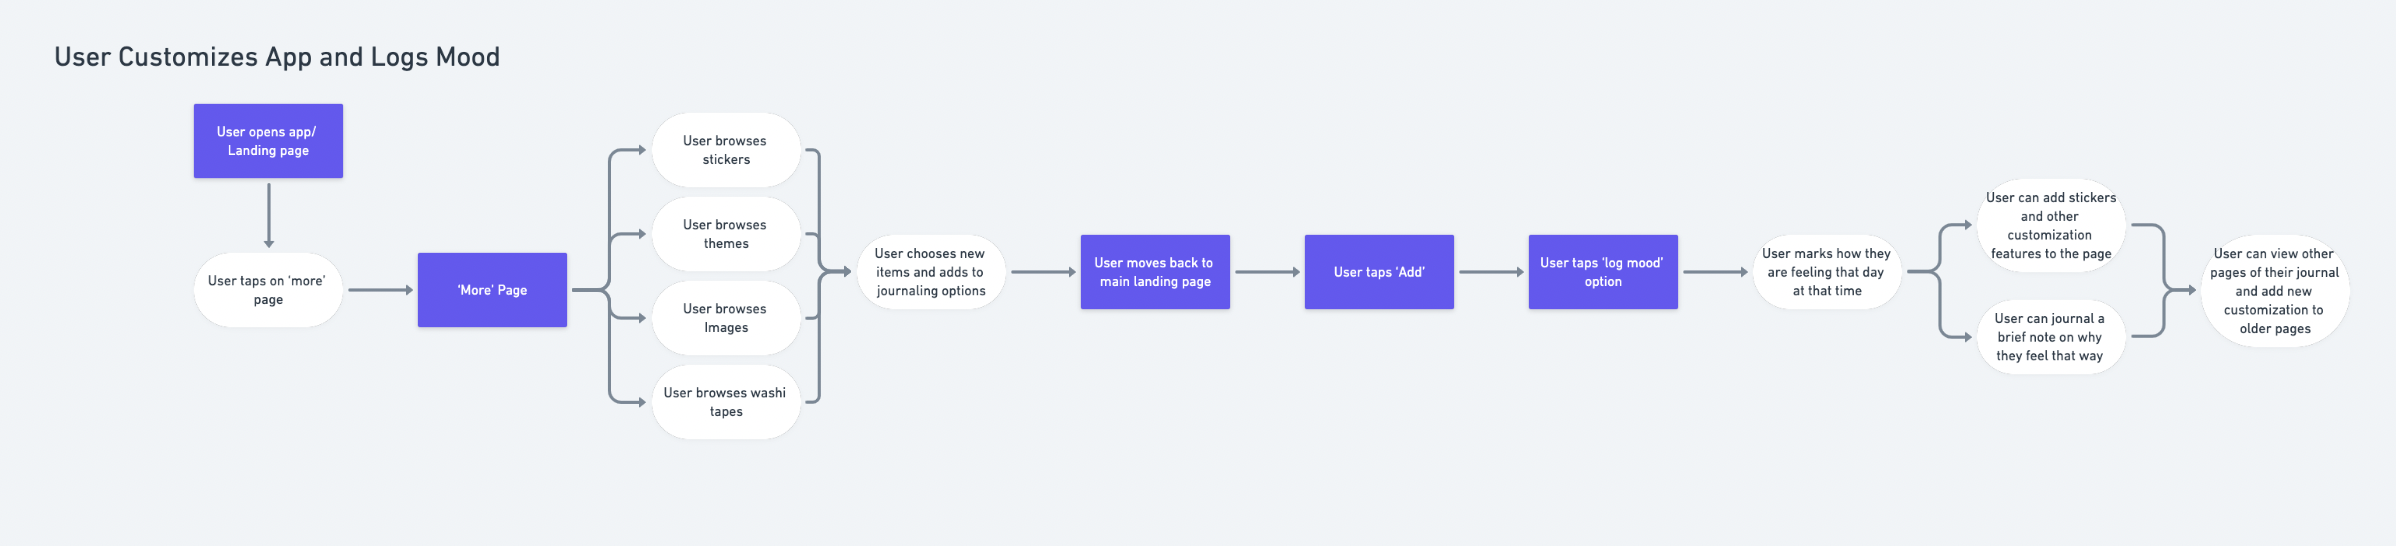 User Customizes App and Logs Mood
User opens app/
Landing page
User taps on ‘more’
page
‘More’ Page
User browses
stickers
User browses
themes
User browses
Images
User browses washi
tapes
User chooses new
items and adds to
journaling options
User moves back to
main landing page
User taps ‘Add’
User taps ‘log mood’
option
User marks how they
are feeling that day
at that time
User can add stickers
and other
customization
features to the page
User can journal a
brief note on why
they feel that way
User can view other
pages of their journal
and add new
customization to
older pages